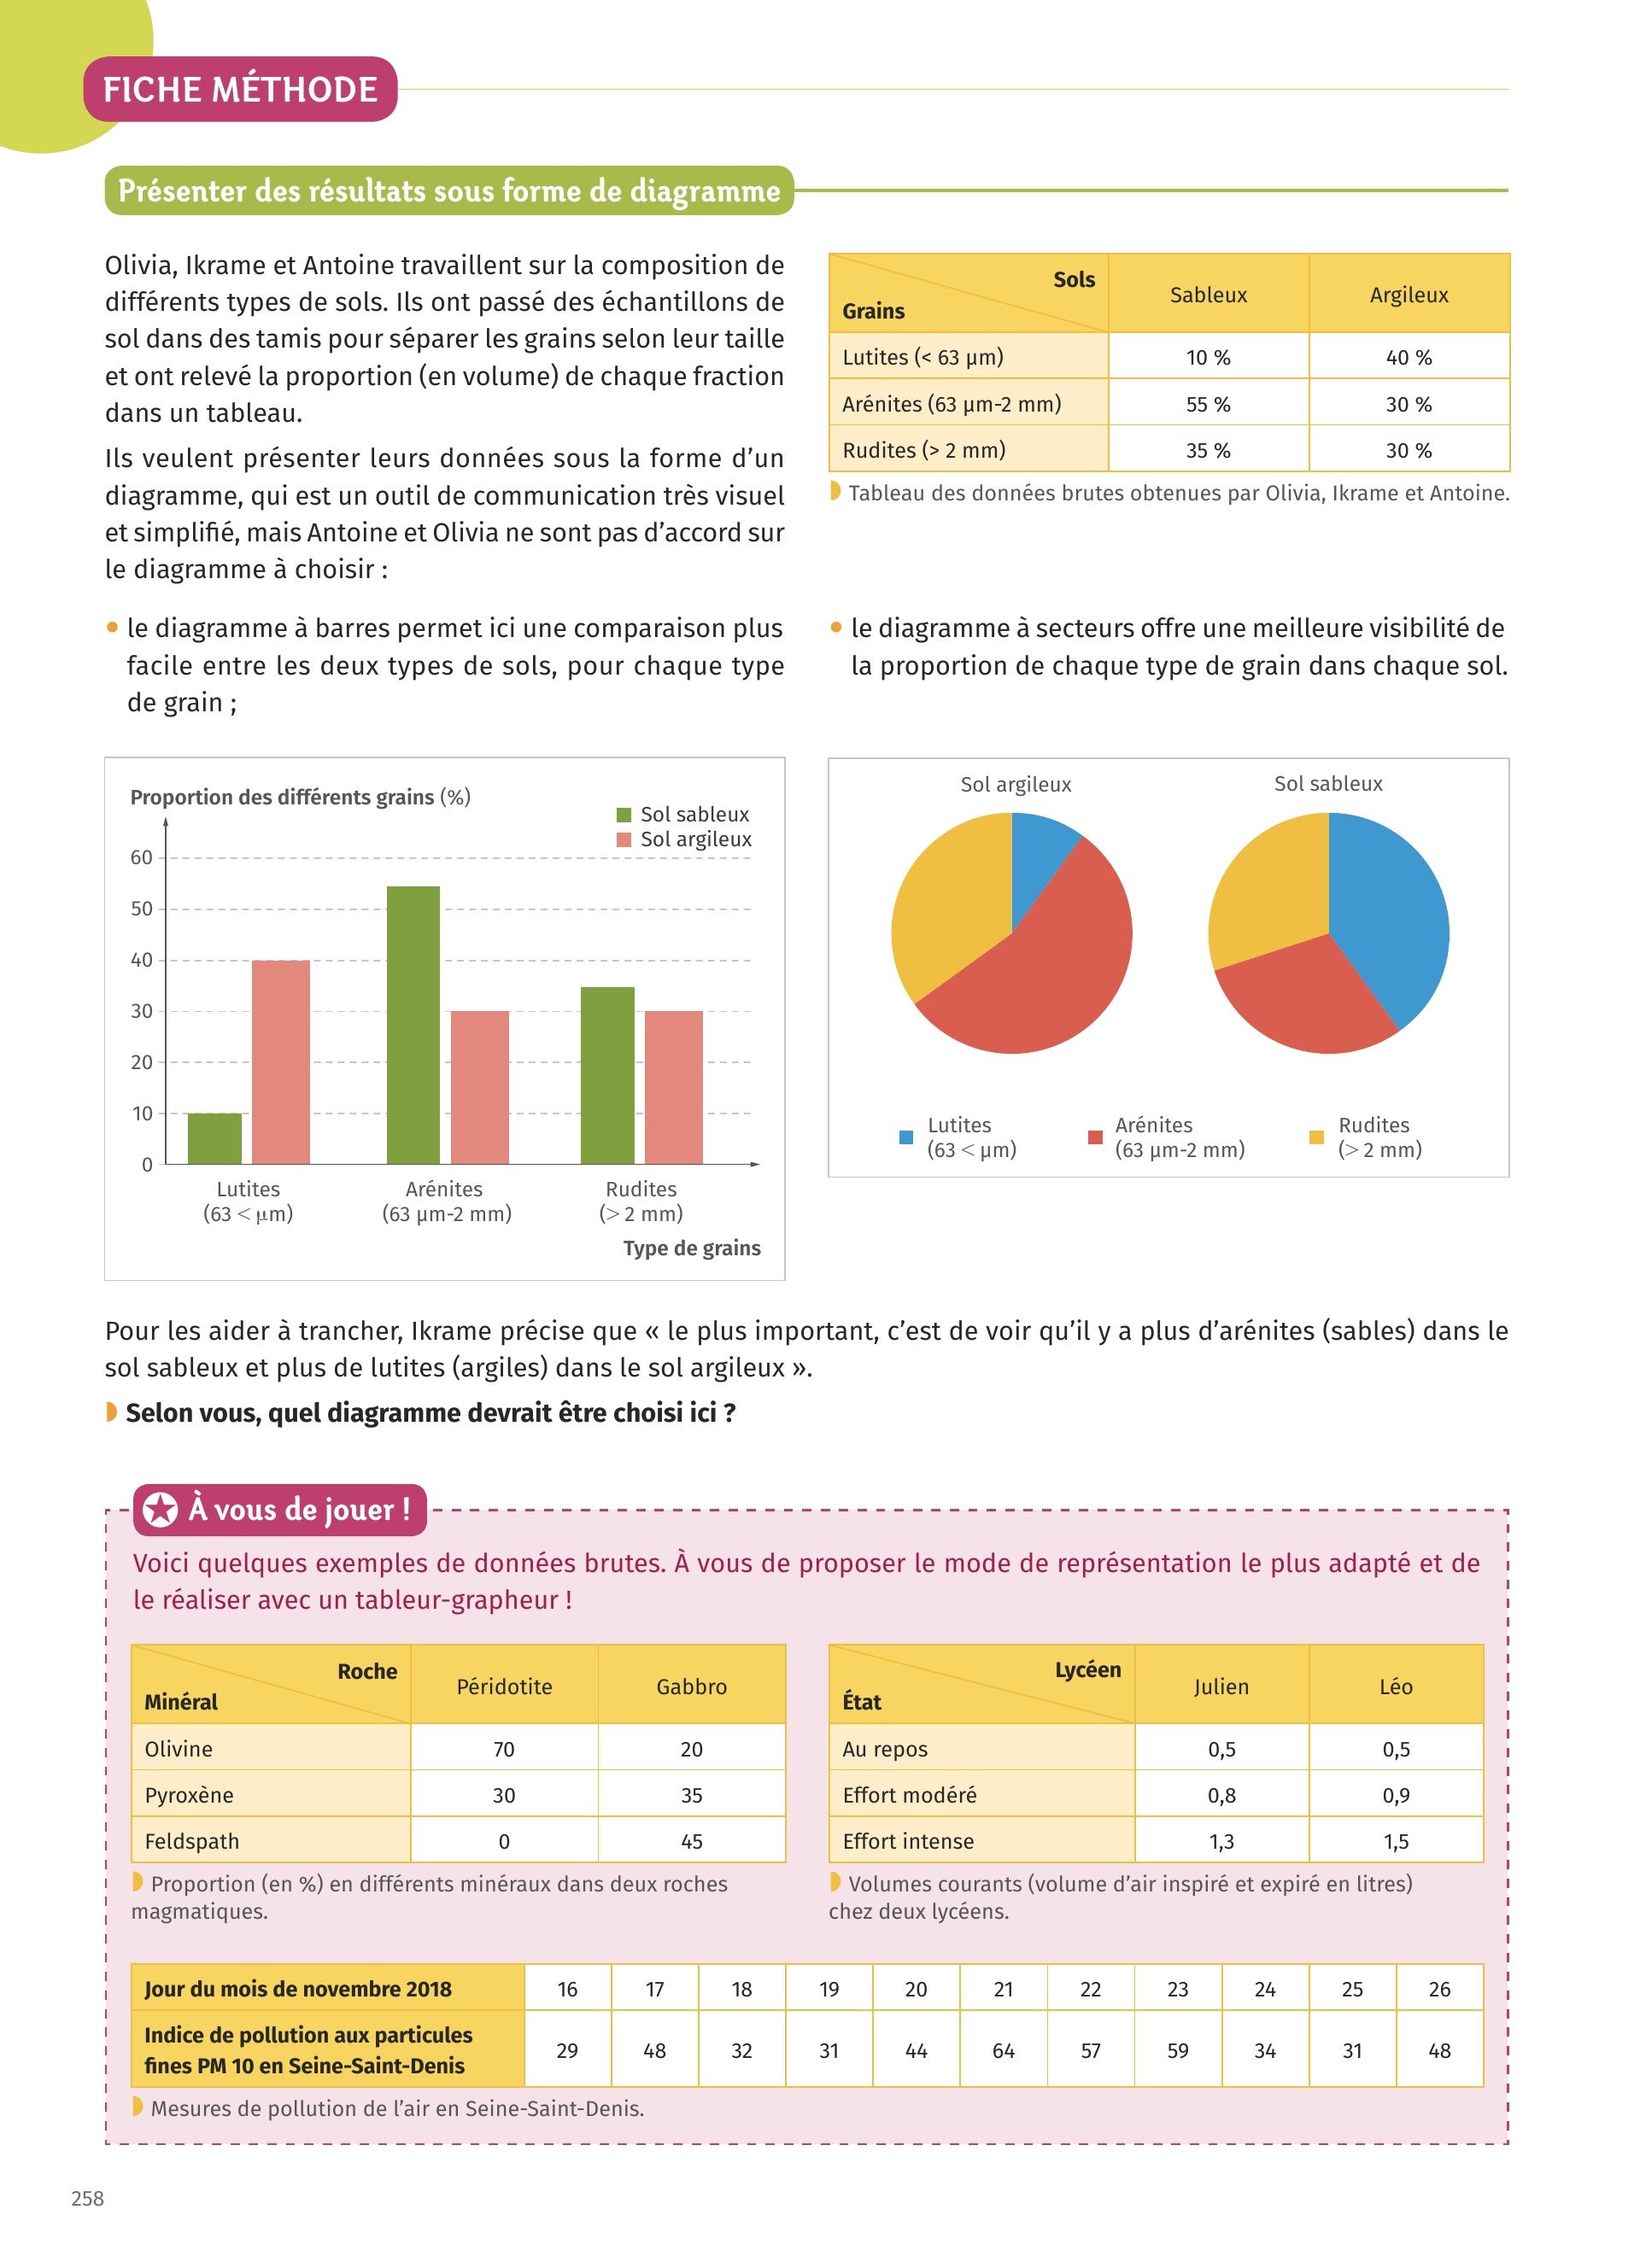 FICHE MÉTHODE
Présenter des résultats sous forme de diagramme
Olivia, Ikrame et Antoine travaillent sur la composition de
différents types de sols. Ils ont passé des échantillons de
sol dans des tamis pour séparer les grains selon leur taille
et ont relevé la proportion (en volume) de chaque fraction
dans un tableau.
Ils veulent présenter leurs données sous la forme d’un
diagramme, qui est un outil de communication très visuel
et simplifié, mais Antoine et Olivia ne sont pas d’accord sur
le diagramme à choisir :
Sols
Grains
Sableux
Argileux
Lutites (< 63 µm) 10 % 40 %
Arénites (63 µm-2 mm) 55 % 30 %
Rudites (> 2 mm) 35 % 30 %
Tableau des données brutes obtenues par Olivia, Ikrame et Antoine.
• le diagramme à barres permet ici une comparaison plus
facile entre les deux types de sols, pour chaque type
de grain ;
• le diagramme à secteurs offre une meilleure visibilité de
la proportion de chaque type de grain dans chaque sol.
Proportion des différents grains (%)
Sol sableux
Sol argileux
60
50
40
30
20
10
0
Lutites
(63 < µm)
Arénites
(63 µm-2 mm)
Rudites
(> 2 mm)
Type de grains
Sol argileux
Sol sableux
Lutites
(63 < µm)
Arénites
(63 µm-2 mm)
Rudites
(> 2 mm)
Pour les aider à trancher, Ikrame précise que « le plus important, c’est de voir qu’il y a plus d’arénites (sables) dans le
sol sableux et plus de lutites (argiles) dans le sol argileux ».
Selon vous, quel diagramme devrait être choisi ici ?
À vous de jouer !
Voici quelques exemples de données brutes. À vous de proposer le mode de représentation le plus adapté et de
le réaliser avec un tableur-grapheur !
Roche
Minéral
Péridotite
Gabbro
Olivine 70 20
Pyroxène 30 35
Feldspath 0 45
Proportion (en %) en différents minéraux dans deux roches
magmatiques.
Lycéen
État
Julien
Léo
Au repos 0,5 0,5
Effort modéré 0,8 0,9
Effort intense 1,3 1,5
Volumes courants (volume d’air inspiré et expiré en litres)
chez deux lycéens.
Jour du mois de novembre 2018 16 17 18 19 20 21 22 23 24 25 26
Indice de pollution aux particules
fines PM 10 en Seine-Saint-Denis
29 48 32 31 44 64 57 59 34 31 48
Mesures de pollution de l’air en Seine-Saint-Denis.
258